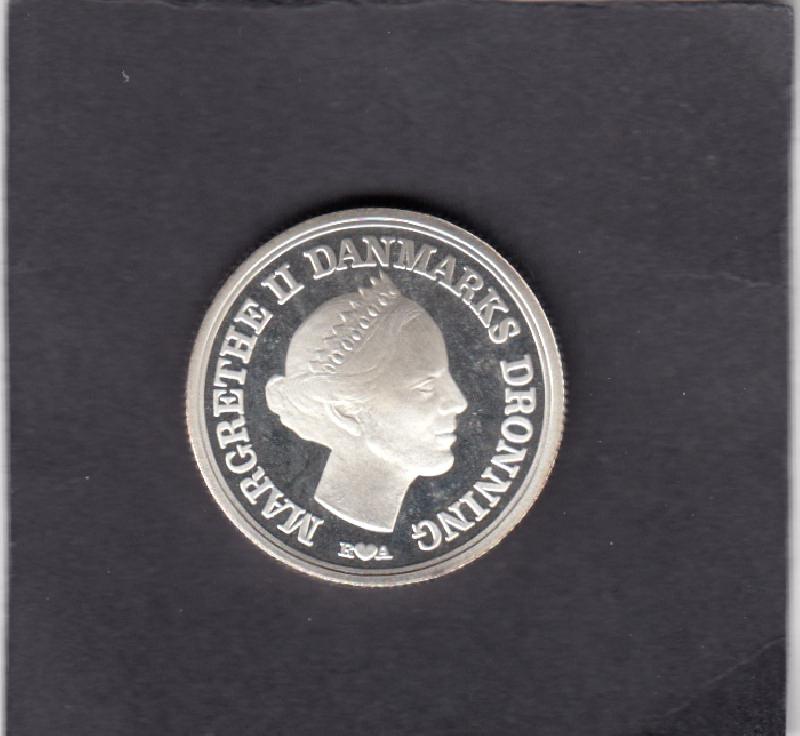 MARGRETHE II DANMARKS DRONNING
R♥A